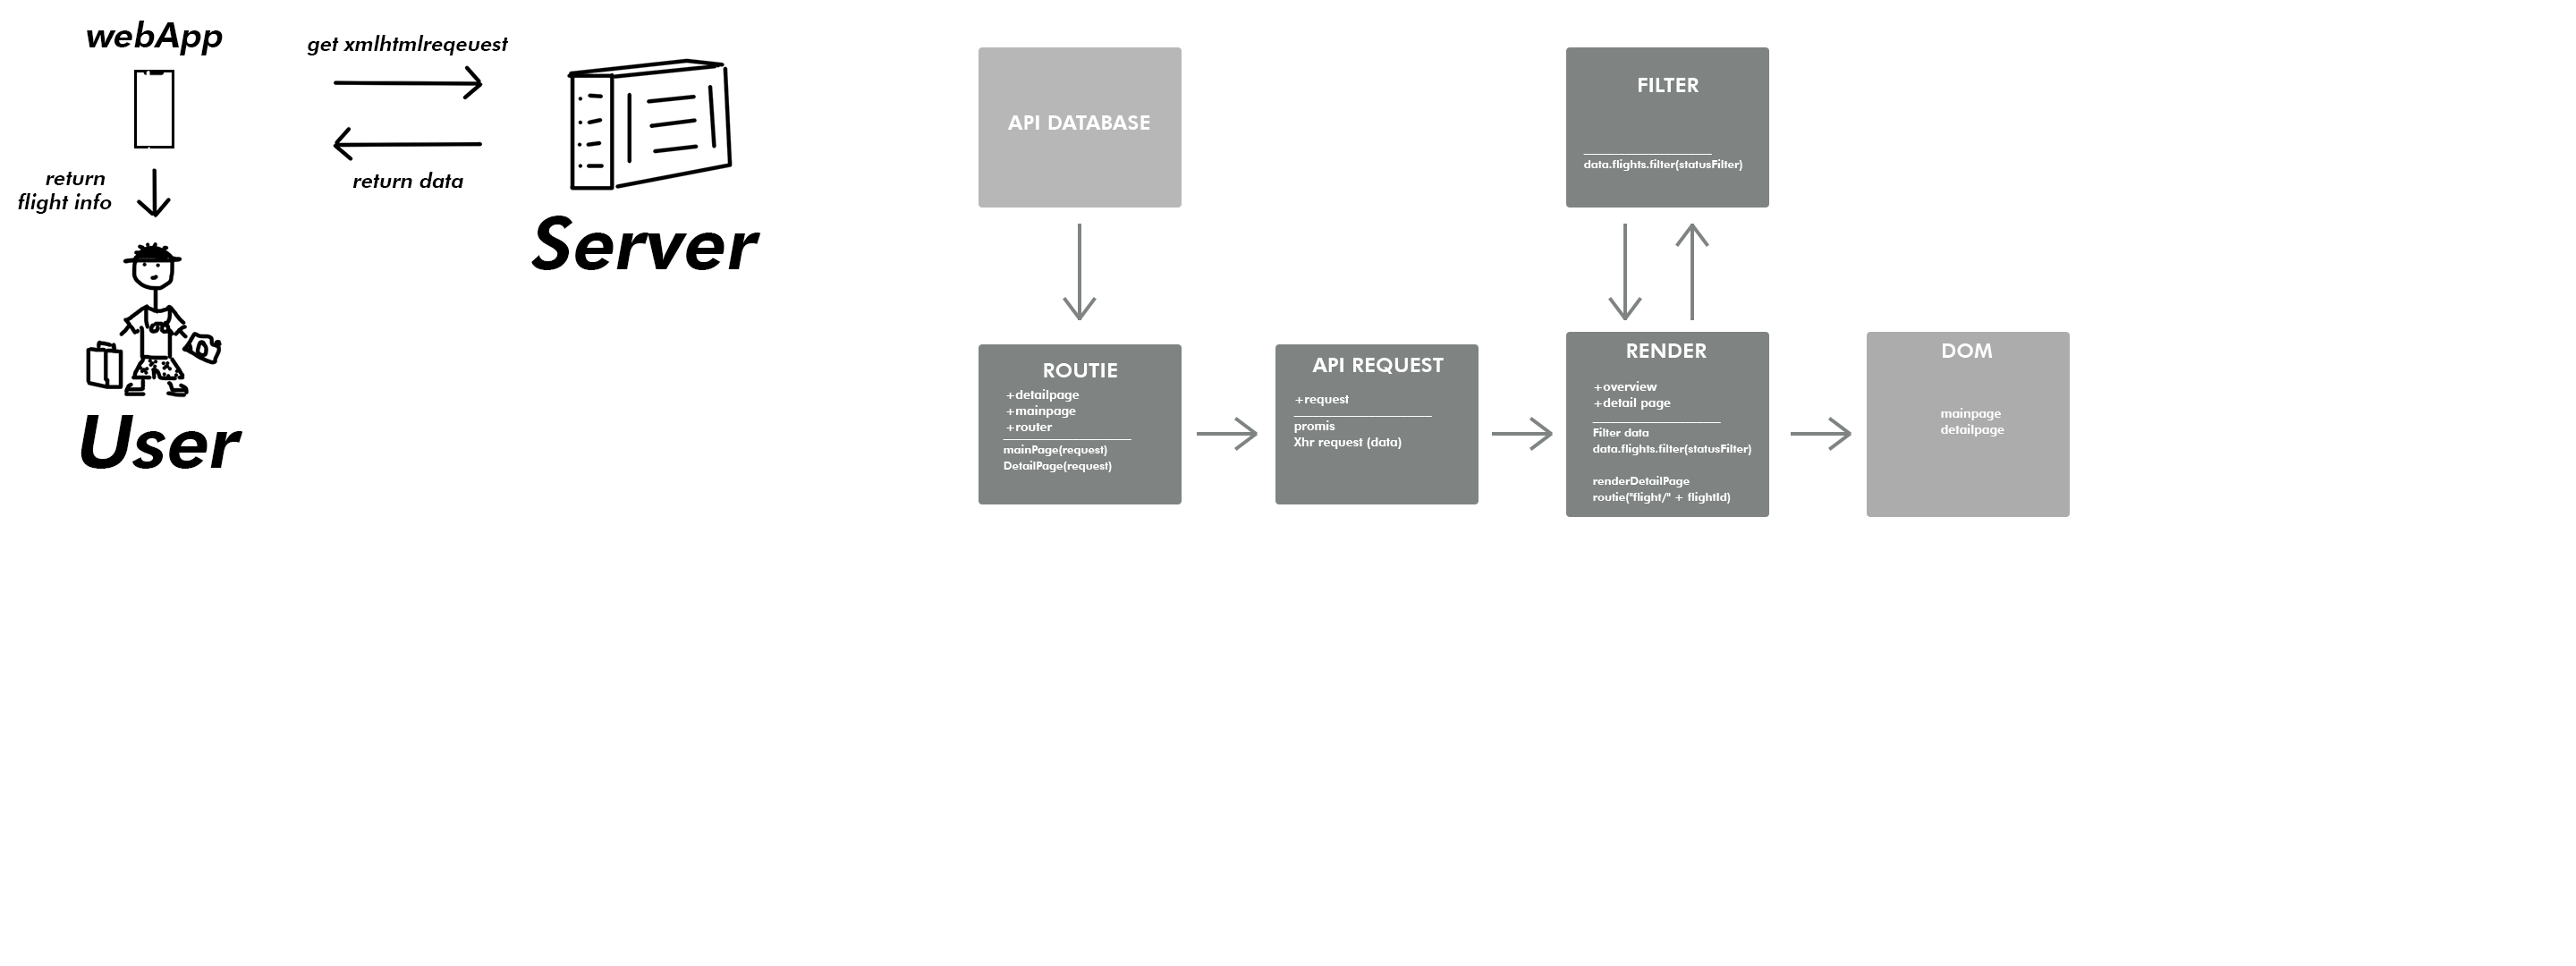 webApp
get xmlhtmlreqeuest
return data
return
flight info
Server
User
API DATABASE
FILTER
data.flights.filter(statusFilter)
ROUTIE
+detailpage
+mainpage
+router
mainPage(request)
DetailPage(request)
API REQUEST
+request
promis
Xhr request (data)
RENDER
+overview
+detail page
Filter data
data.flights.filter(statusFilter)
renderDetailPage
routie("flight/" + flightId)
DOM
mainpage
detailpage